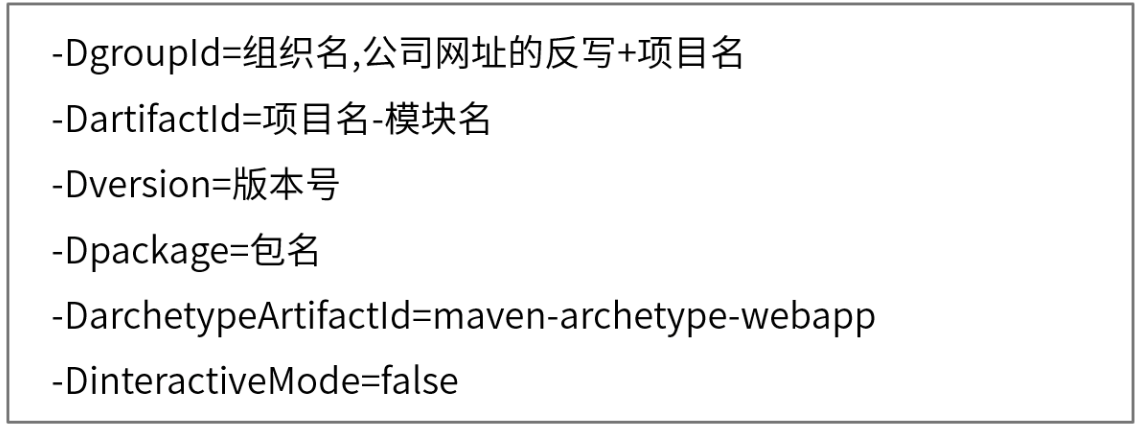 -DgroupId=组织名,公司网址的反写+项目名
-DartifactId=项目名-模块名
-Dversion=版本号
-Dpackage=包名
-DarchetypeArtifactId=maven-archetype-webapp
-DinteractiveMode=false